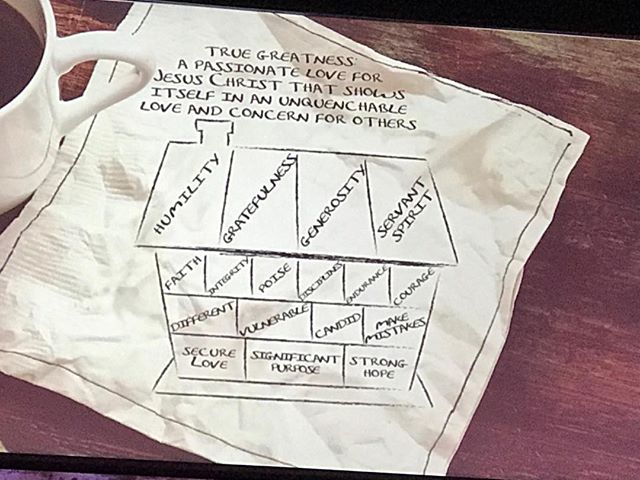 TRUE GREATNESS:
A PASSIONATE LOVE FOR
JESUS CHRIST THAT SHOWS
ITSELF IN AN UNQUENCHABLE
LOVE AND CONCERN FOR OTHERS
HUMILITY
GRATEFULNESS
GENEROSITY
SERVANT
SPIRIT
FAITH
INTEGRITY
POISE
DISCIPLINE
ENDURANCE
COURAGE
DIFFERENT
VULNERABLE
CANDID
MAKE
MISTAKES
SECURE
LOVE
SIGNIFICANT
PURPOSE
STRONG
HOPE